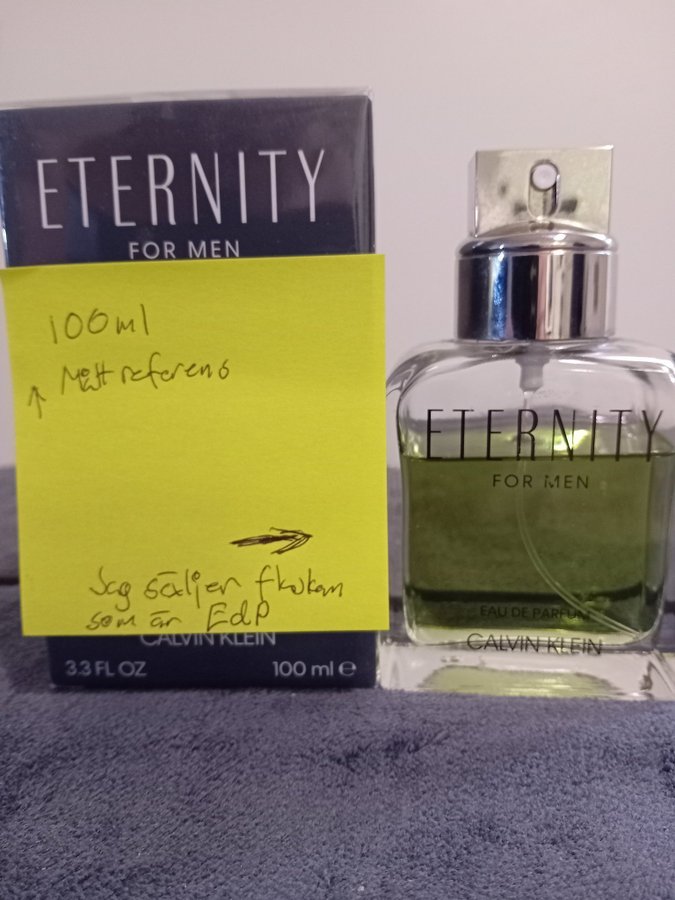 ETERNITY
FOR MEN
100ml
Mått referens
Jag säljer flaskan
som är EdP
CALVIN KLEIN
3.3 FL OZ 100 ml e
ETERNITY
FOR MEN
EAU DE PARFUM
CALVIN KLEIN